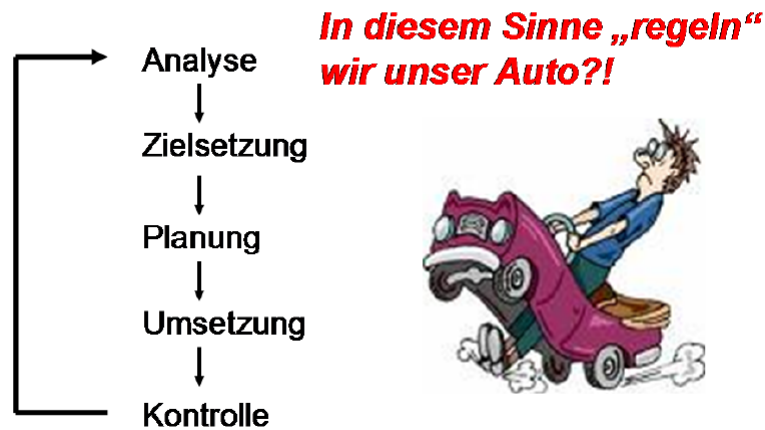 In diesem Sinne „regeln“
wir unser Auto?!
Analyse
Zielsetzung
Planung
Umsetzung
Kontrolle